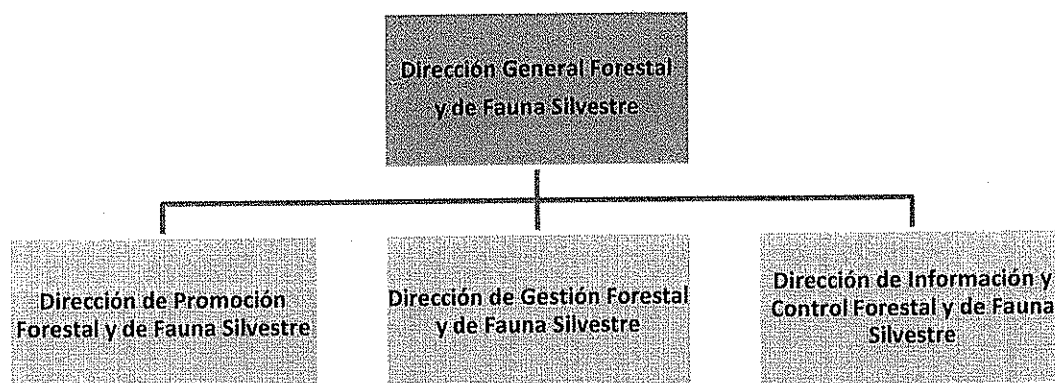 Dirección General Forestal
y de Fauna Silvestre
Dirección de Promoción
Forestal y de Fauna Silvestre
Dirección de Gestión Forestal
y de Fauna Silvestre
Dirección de Información y
Control Forestal y de Fauna
Silvestre